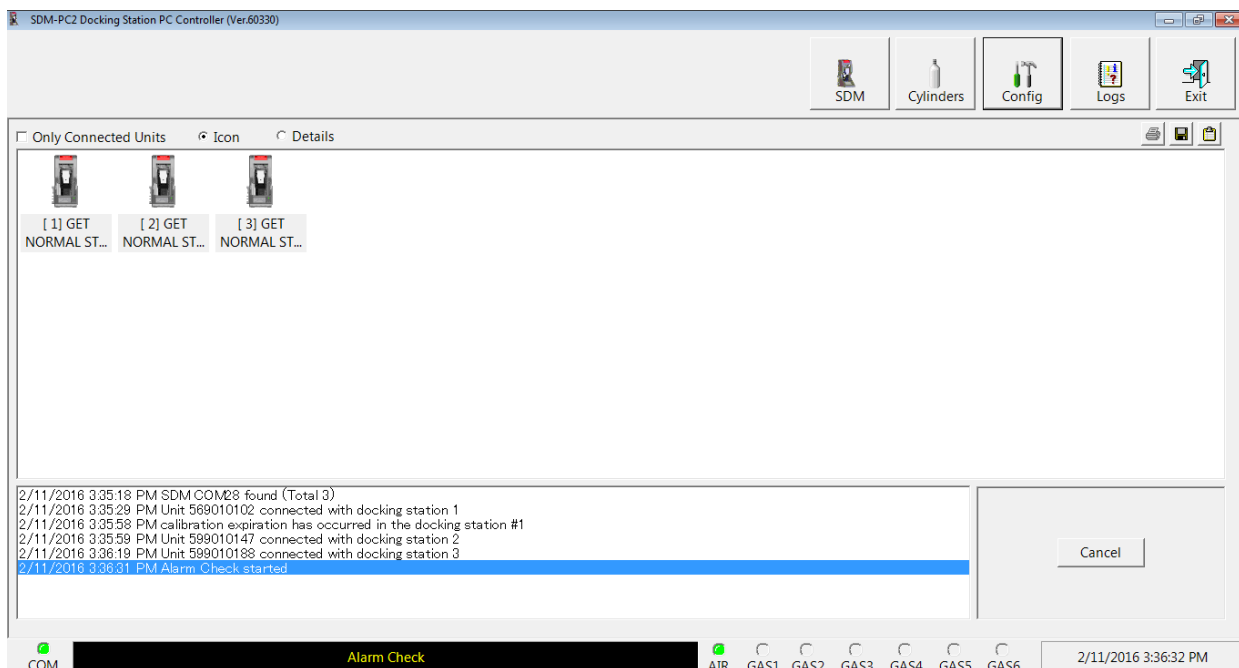 SDM-PC2 Docking Station PC Controller (Ver.60330)
SDM
Cylinders
Config
Logs
Exit
Only Connected Units
Icon
Details
[ 1] GET
NORMAL ST...
[ 2] GET
NORMAL ST...
[ 3] GET
NORMAL ST...
2/11/2016 3:35:18 PM SDM COM28 found (Total 3)
2/11/2016 3:35:29 PM Unit 569010102 connected with docking station 1
2/11/2016 3:35:58 PM calibration expiration has occurred in the docking station #1
2/11/2016 3:35:59 PM Unit 599010147 connected with docking station 2
2/11/2016 3:36:19 PM Unit 599010188 connected with docking station 3
2/11/2016 3:36:31 PM Alarm Check started
Cancel
COM
Alarm Check
AIR
GAS1
GAS2
GAS3
GAS4
GAS5
GAS6
2/11/2016 3:36:32 PM